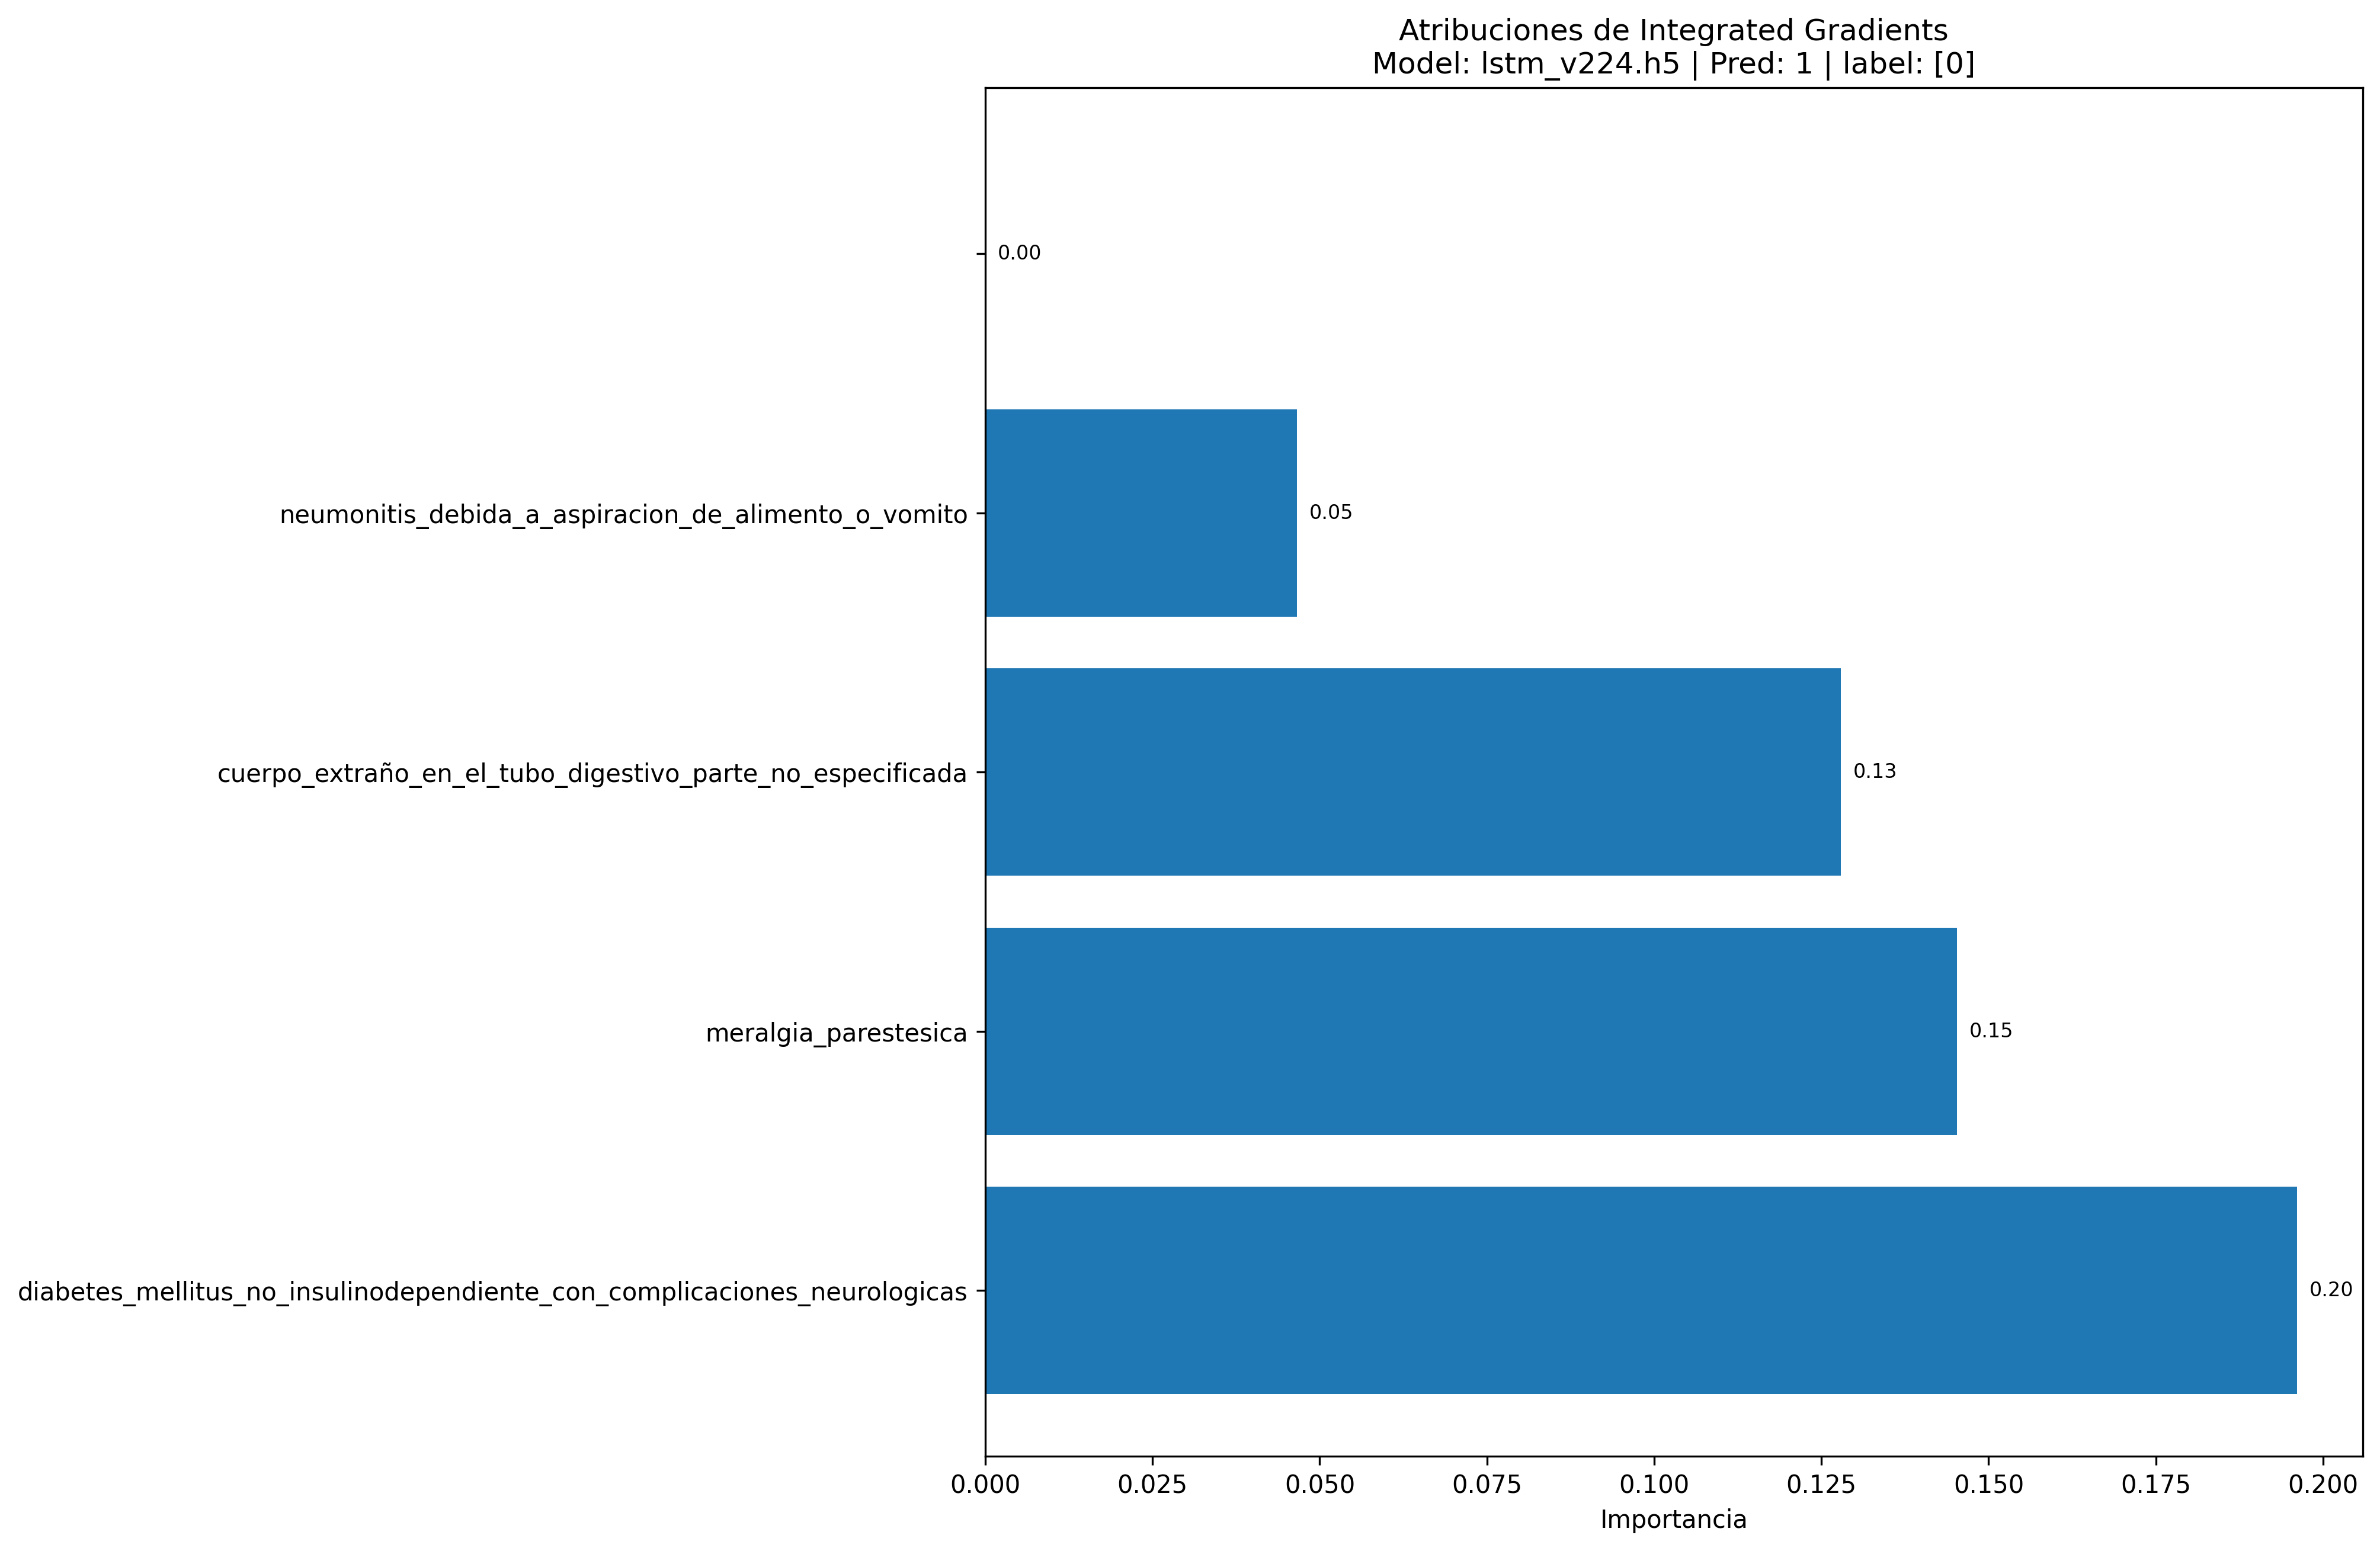 Atribuciones de Integrated Gradients
Model: lstm_v224.h5 | Pred: 1 | label: [0]
0.00
neumonitis_debida_a_aspiracion_de_alimento_o_vomito
0.05
cuerpo_extraño_en_el_tubo_digestivo_parte_no_especificada
0.13
meralgia_parestesica
0.15
diabetes_mellitus_no_insulinodependiente_con_complicaciones_neurologicas
0.20
0.000 0.025 0.050 0.075 0.100 0.125 0.150 0.175 0.200
Importancia